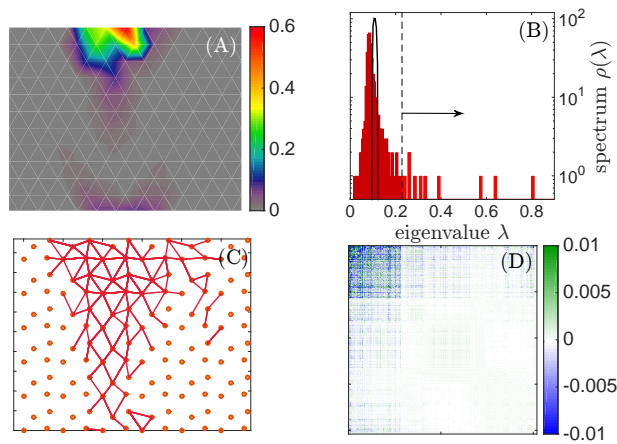 (A)
0.6
0.4
0.2
0
(B)
10²
10¹
10⁰
spectrum ρ(λ)
0 0.2 0.4 0.6 0.8
eigenvalue λ
(C)
(D)
0.01
0.005
0
-0.005
-0.01